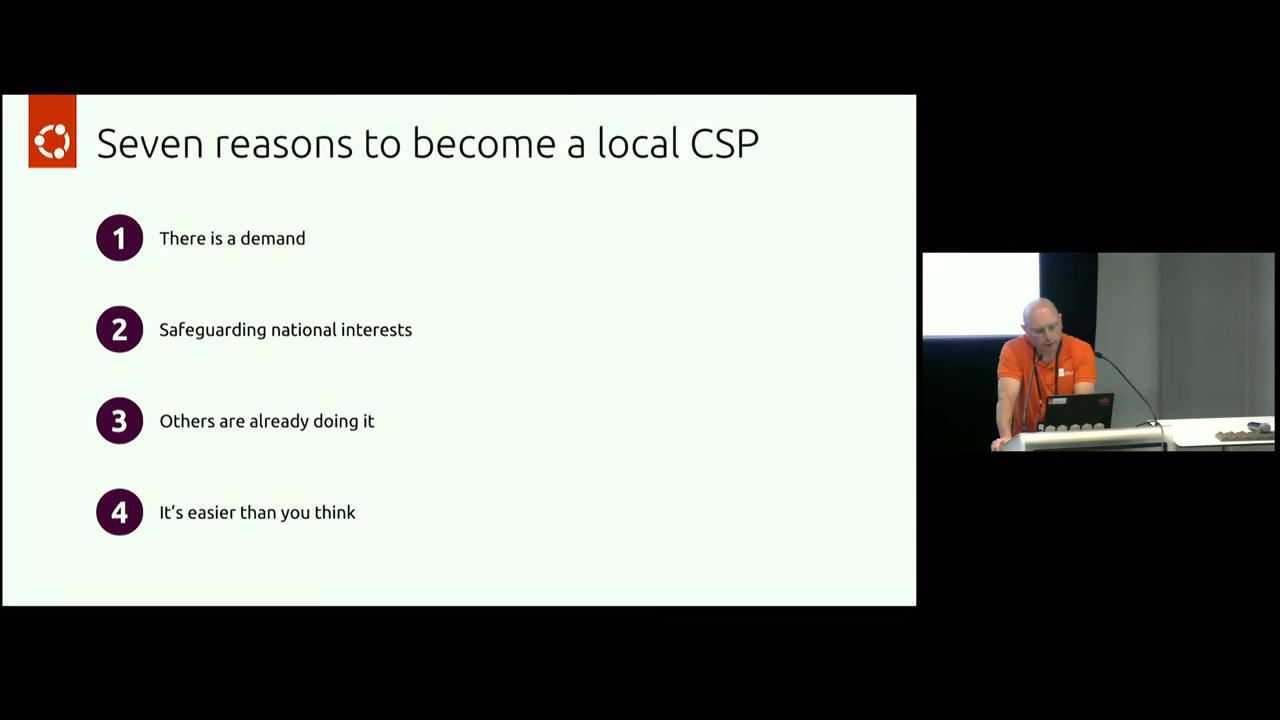 Seven reasons to become a local CSP
1 There is a demand
2 Safeguarding national interests
3 Others are already doing it
4 It's easier than you think